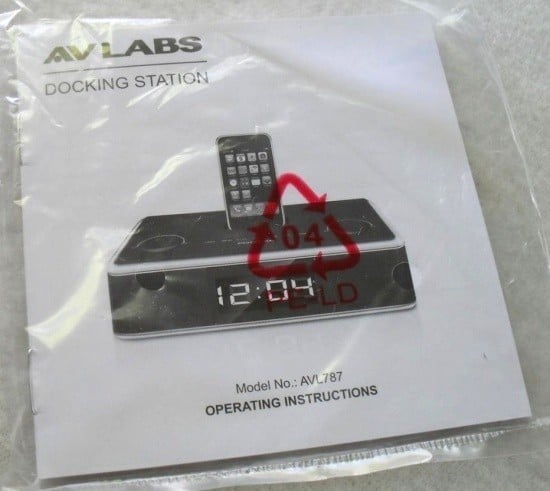 AV LABS
DOCKING STATION
04
PE-LD
12:04
Model No.: AVL787
OPERATING INSTRUCTIONS